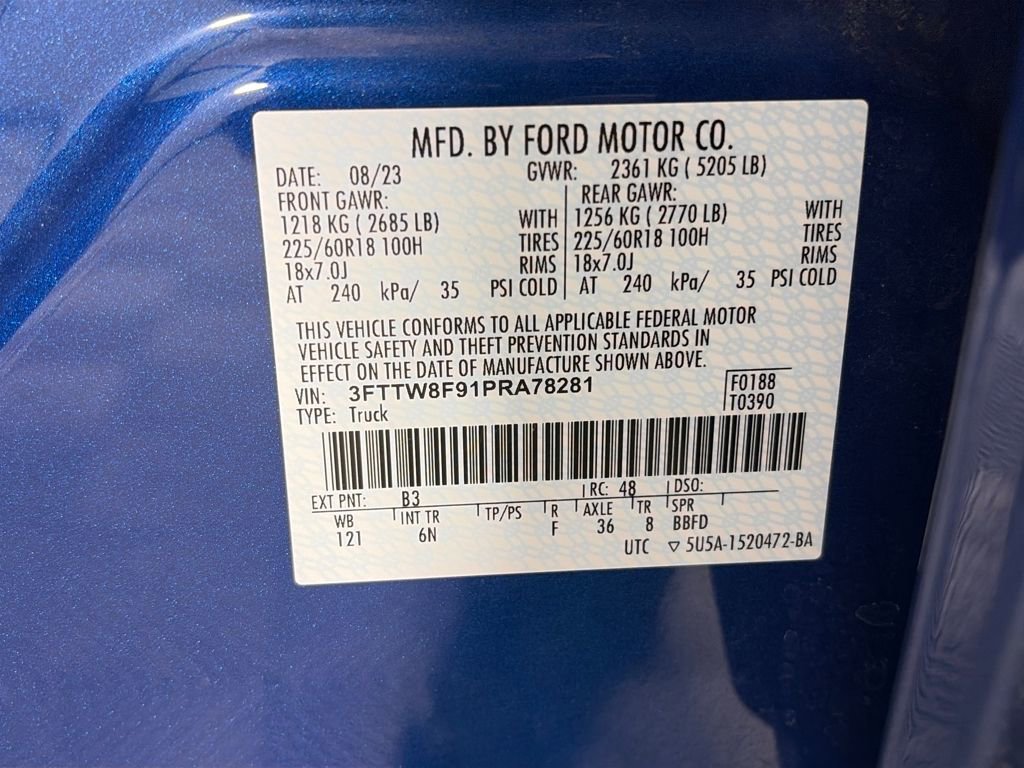 MFD. BY FORD MOTOR CO.
DATE: 08/23 GVWR: 2361 KG ( 5205 LB)
FRONT GAWR: REAR GAWR:
1218 KG ( 2685 LB) WITH 1256 KG ( 2770 LB) WITH
225/60R18 100H TIRES 225/60R18 100H TIRES
18x7.0J RIMS 18x7.0J RIMS
AT 240 kPa/ 35 PSI COLD AT 240 kPa/ 35 PSI COLD
THIS VEHICLE CONFORMS TO ALL APPLICABLE FEDERAL MOTOR
VEHICLE SAFETY AND THEFT PREVENTION STANDARDS IN
EFFECT ON THE DATE OF MANUFACTURE SHOWN ABOVE.
VIN: 3FTTW8F91PRA78281 F0188
TYPE: Truck T0390
EXT PNT: B3 RC: 48 DSO:
WB INT TR TP/PS R AXLE TR SPR
121 6N F 36 8 BBFD
UTC ▽ 5U5A-1520472-BA